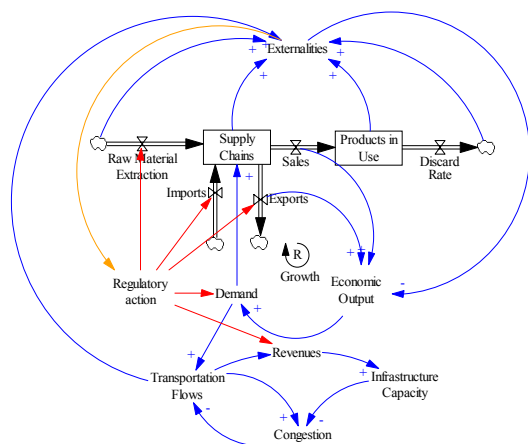 Externalities
+
+
+
+
+
Supply
Chains
Products in
Use
Raw Material
Extraction
Sales
Discard
Rate
+
Imports
Exports
R
Growth
+
+
Regulatory
action
Demand
Economic
Output
-
+
Revenues
+
Transportation
Flows
+
Infrastructure
Capacity
-
+
-
Congestion